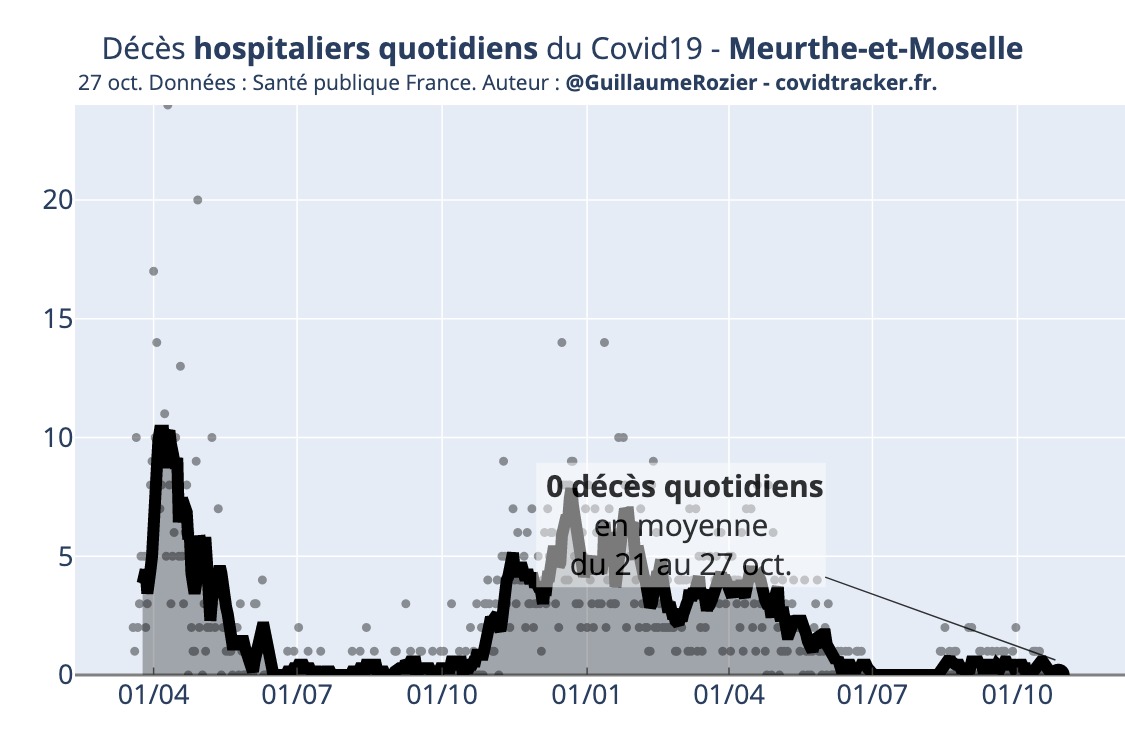 Décès hospitaliers quotidiens du Covid19 - Meurthe-et-Moselle
27 oct. Données : Santé publique France. Auteur : @GuillaumeRozier - covidtracker.fr.
20
15
10
0 décès quotidiens
en moyenne
5
du 21 au 27 oct.
0
01/04 01/07 01/10 01/01 01/04 01/07 01/10